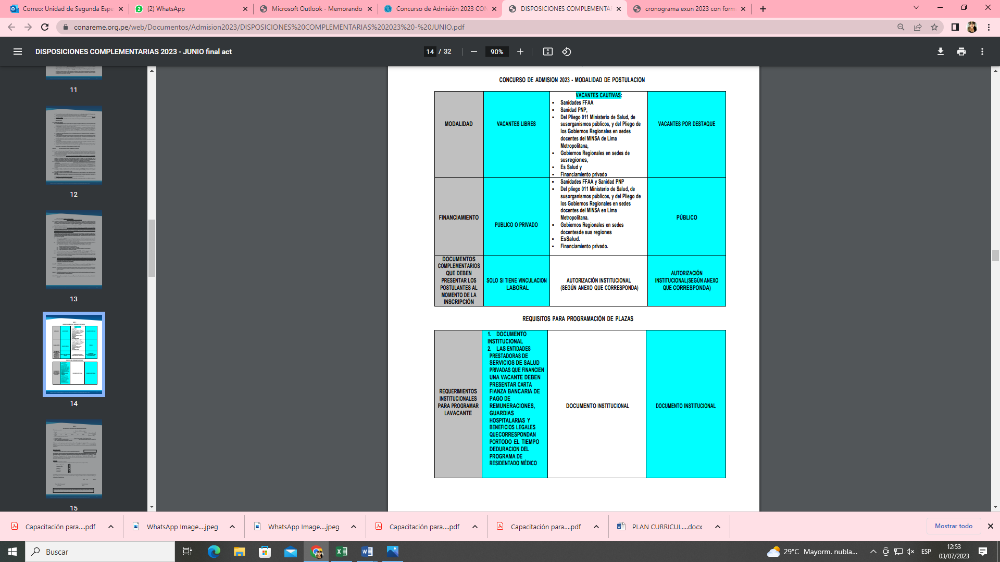 Correo: Unidad de Segunda Espe
(2) WhatsApp
Microsoft Outlook - Memorando
Concurso de Admisión 2023 CON
DISPOSICIONES COMPLEMENTA
cronograma exun 2023 con form
conareme.org.pe/web/Documentos/Admision2023/DISPOSICIONES%20COMPLEMENTARIAS%202023%20-%20JUNIO.pdf
DISPOSICIONES COMPLEMENTARIAS 2023 - JUNIO final act
14 / 32
90%
11
12
13
14
15
CONCURSO DE ADMISION 2023 - MODALIDAD DE POSTULACION
MODALIDAD
VACANTES LIBRES
VACANTES CAUTIVAS:
▪ Sanidades FFAA
▪ Sanidad PNP,
▪ Del Pliego 011 Ministerio de Salud, de
susorganismos públicos, y del Pliego de
los Gobiernos Regionales en sedes
docentes del MINSA de Lima
Metropolitana,
▪ Gobiernos Regionales en sedes de
susregiones,
▪ Es Salud y
▪ Financiamiento privado
VACANTES POR DESTAQUE
FINANCIAMIENTO
PUBLICO O PRIVADO
▪ Sanidades FFAA y Sanidad PNP
▪ Del pliego 011 Ministerio de Salud, de
susorganismos públicos, y del Pliego de
los Gobiernos Regionales en sedes
docentes del MINSA en Lima
Metropolitana.
▪ Gobiernos Regionales en sedes
docentesde sus regiones
▪ EsSalud.
▪ Financiamiento privado.
PÚBLICO
DOCUMENTOS
COMPLEMENTARIOS
QUE DEBEN
PRESENTAR LOS
POSTULANTES AL
MOMENTO DE LA
INSCRIPCIÓN
SOLO SI TIENE VINCULACION
LABORAL
AUTORIZACIÓN INSTITUCIONAL
(SEGÚN ANEXO QUE CORRESPONDA)
AUTORIZACIÓN
INSTITUCIONAL(SEGÚN ANEXO
QUE CORRESPONDA)
REQUISITOS PARA PROGRAMACIÓN DE PLAZAS
REQUERIMIENTOS
INSTITUCIONALES
PARA PROGRAMAR
LAVACANTE
1. DOCUMENTO
INSTITUCIONAL
2. LAS ENTIDADES
PRESTADORAS DE
SERVICIOS DE SALUD
PRIVADAS QUE FINANCIEN
UNA VACANTE DEBEN
PRESENTAR CARTA
FIANZA BANCARIA DE
PAGO DE
REMUNERACIONES,
GUARDIAS
HOSPITALARIAS Y
BENEFICIOS LEGALES
QUECORRESPONDAN
PORTODO EL TIEMPO
DEDURACION DEL
PROGRAMA DE
RESIDENTADO MÉDICO
DOCUMENTO INSTITUCIONAL
DOCUMENTO INSTITUCIONAL
Capacitación para....pdf
WhatsApp Image....jpeg
WhatsApp Image....jpeg
Capacitación para....pdf
Capacitación para....pdf
PLAN CURRICUL....docx
Mostrar todo
Buscar
29°C Mayorm. nubla...
ESP
12:53
03/07/2023